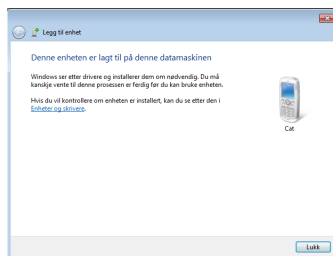 Legg til enhet
Denne enheten er lagt til på denne datamaskinen
Windows ser etter drivere og installerer dem om nødvendig. Du må
kanskje vente til denne prosessen er ferdig før du kan bruke enheten.
Hvis du vil kontrollere om enheten er installert, kan du se etter den i
Enheter og skrivere.
Cat
Lukk